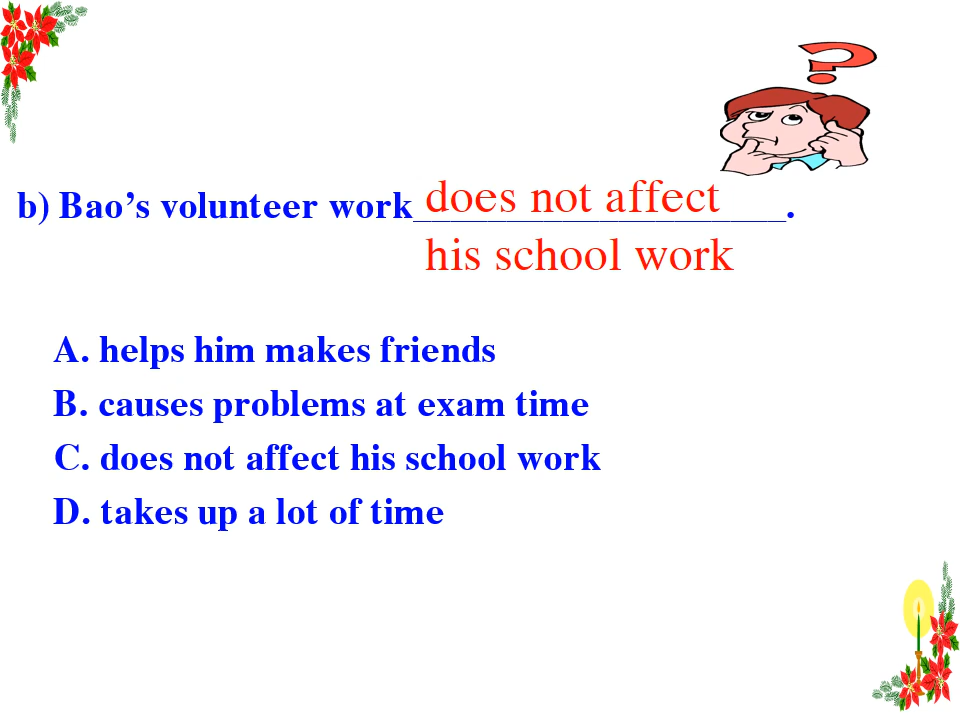 b) Bao’s volunteer work____________________.
does not affect
his school work
A. helps him makes friends
B. causes problems at exam time
C. does not affect his school work
D. takes up a lot of time